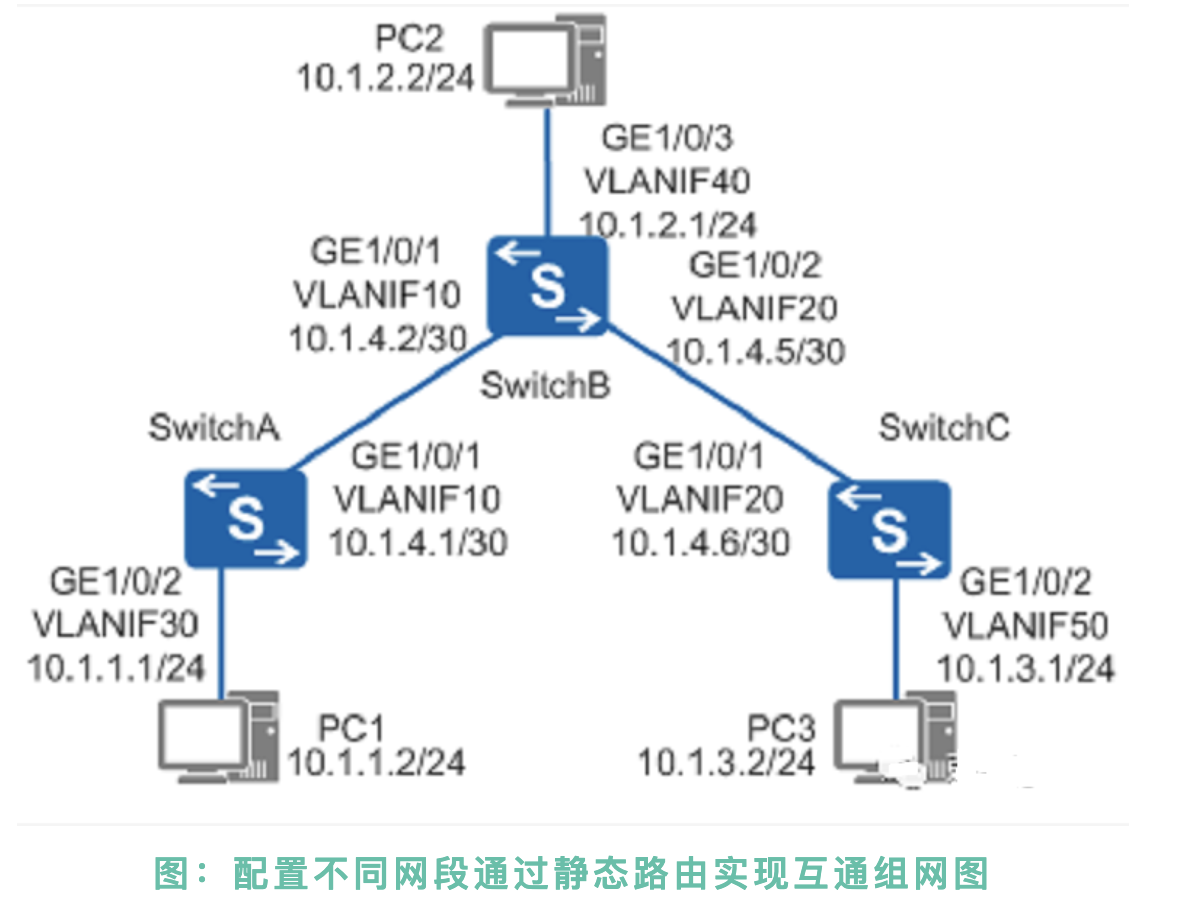 PC2
10.1.2.2/24
GE1/0/3
VLANIF40
10.1.2.1/24
GE1/0/1
VLANIF10
10.1.4.2/30
S
GE1/0/2
VLANIF20
10.1.4.5/30
SwitchB
SwitchA
SwitchC
S
GE1/0/1
VLANIF10
10.1.4.1/30
GE1/0/1
VLANIF20
10.1.4.6/30
S
GE1/0/2
VLANIF30
10.1.1.1/24
GE1/0/2
VLANIF50
10.1.3.1/24
PC1
10.1.1.2/24
PC3
10.1.3.2/24
图：配置不同网段通过静态路由实现互通组网图